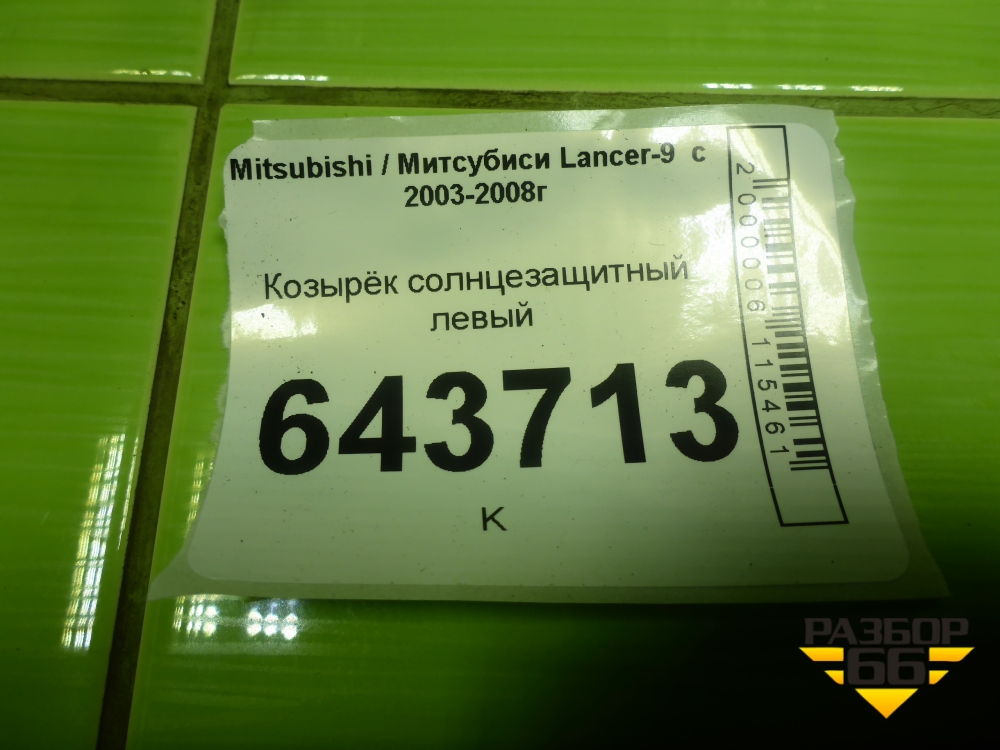 Mitsubishi / Митсубиси Lancer-9 с
2003-2008г
Козырёк солнцезащитный
левый
643713
К
2000006115461
РАЗБОР
66